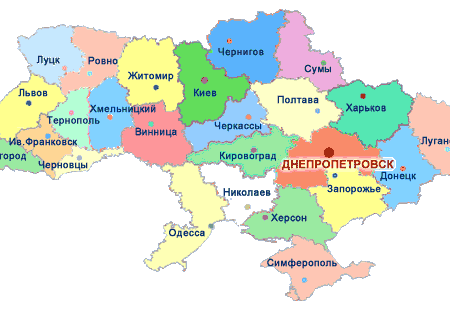 Чернигов
Луцк
Ровно
Сумы
Житомир
Киев
Львов
Хмельницкий
Полтава
Харьков
Тернополь
Черкассы
Винница
Ив.Франковск
Луган
город
Черновцы
Кировоград
ДНЕПРОПЕТРОВСК
Донецк
Николаев
Запорожье
Одесса
Херсон
Симферополь